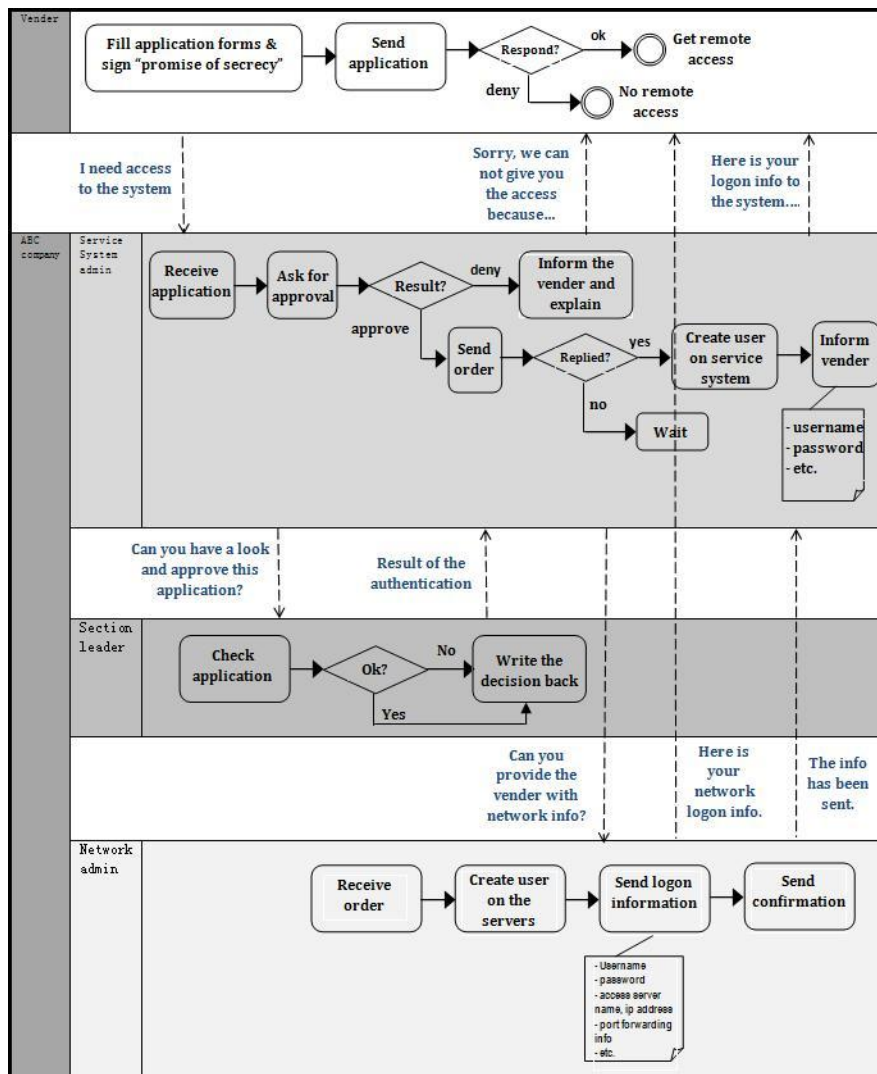 Vender
Fill application forms &
sign “promise of secrecy”
Send
application
Respond?
ok
Get remote
access
deny
No remote
access
I need access
to the system
Sorry, we can
not give you
the access
because...
Here is your
logon info to
the system....
ABC
company
Service
System
admin
Receive
application
Ask for
approval
Result?
deny
Inform the
vender and
explain
approve
Send
order
Replied?
yes
Create user
on service
system
Inform
vender
no
Wait
- username
- password
- etc.
Can you have a look
and approve this
application?
Result of the
authentication
Section
leader
Check
application
Ok?
No
Write the
decision back
Yes
Can you
provide the
vender with
network info?
Here is
your
network
logon info.
The info
has been
sent.
Network
admin
Receive
order
Create user
on the
servers
Send logon
information
Send
confirmation
- Username
- password
- access server
name, ip address
- port forwarding
info
- etc.